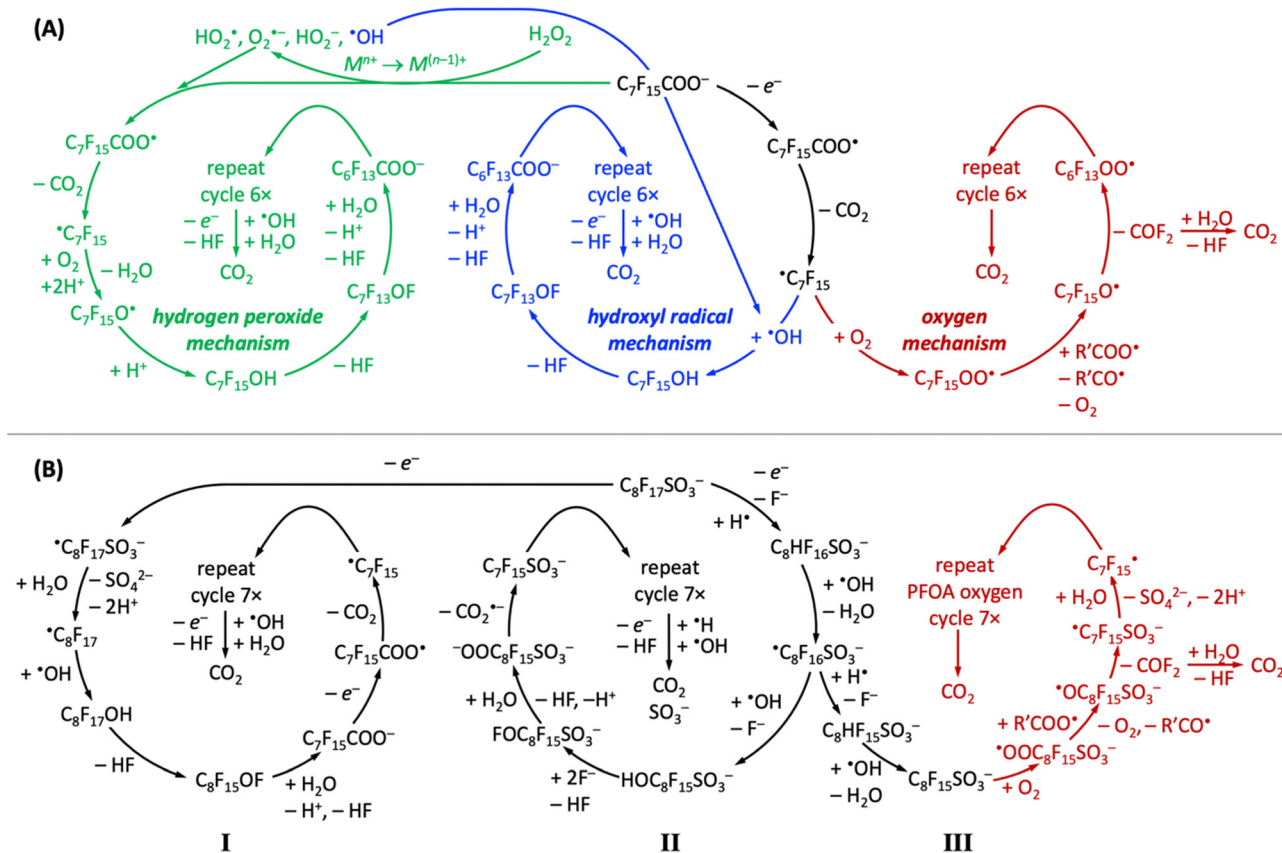 (A)
HO₂•, O₂•⁻, HO₂⁻, •OH
H₂O₂
Mⁿ⁺ → M⁽ⁿ⁻¹⁾⁺
C₇F₁₅COO⁻
– e⁻
C₇F₁₅COO•
– CO₂
•C₇F₁₅
+ O₂
+2H⁺
– H₂O
C₇F₁₅O•
+ H⁺
C₇F₁₅OH
– HF
C₇F₁₃OF
+ H₂O
– H⁺
– HF
C₆F₁₃COO⁻
repeat
cycle 6×
– e⁻ + •OH
– HF + H₂O
CO₂
hydrogen peroxide
mechanism
C₆F₁₃COO⁻
+ H₂O
– H⁺
– HF
C₇F₁₃OF
– HF
C₇F₁₅OH
+ •OH
repeat
cycle 6×
– e⁻ + •OH
– HF + H₂O
CO₂
hydroxyl radical
mechanism
C₇F₁₅COO•
– CO₂
•C₇F₁₅
+ O₂
C₇F₁₅OO•
+ R’COO•
– R’CO•
– O₂
C₇F₁₅O•
– COF₂
+ H₂O
– HF
CO₂
C₆F₁₃OO•
repeat
cycle 6×
CO₂
oxygen
mechanism
(B)
– e⁻
C₈F₁₇SO₃⁻
– e⁻
– F⁻
+ H•
•C₈F₁₇SO₃⁻
+ H₂O
– SO₄²⁻
– 2H⁺
•C₈F₁₇
+ •OH
C₈F₁₇OH
– HF
C₈F₁₅OF
+ H₂O
– H⁺, – HF
C₇F₁₅COO⁻
– e⁻
C₇F₁₅COO•
– CO₂
•C₇F₁₅
repeat
cycle 7×
– e⁻ + •OH
– HF + H₂O
CO₂
I
C₈HF₁₆SO₃⁻
+ •OH
– H₂O
•C₈F₁₆SO₃⁻
+ •OH
– F⁻
HOC₈F₁₅SO₃⁻
+ 2F⁻
– HF
FOC₈F₁₅SO₃⁻
+ H₂O
– HF, –H⁺
⁻OOC₈F₁₅SO₃⁻
– CO₂•⁻
C₇F₁₅SO₃⁻
repeat
cycle 7×
– e⁻ + •H
– HF + •OH
CO₂
SO₃⁻
II
+ H•
– F⁻
C₈HF₁₅SO₃⁻
+ •OH
– H₂O
C₈F₁₅SO₃⁻
+ O₂
•OOC₈F₁₅SO₃⁻
+ R’COO•
– O₂, – R’CO•
•OC₈F₁₅SO₃⁻
– COF₂
+ H₂O
– HF
CO₂
•C₇F₁₅SO₃⁻
+ H₂O
– SO₄²⁻, – 2H⁺
C₇F₁₅•
repeat
PFOA oxygen
cycle 7×
CO₂
III